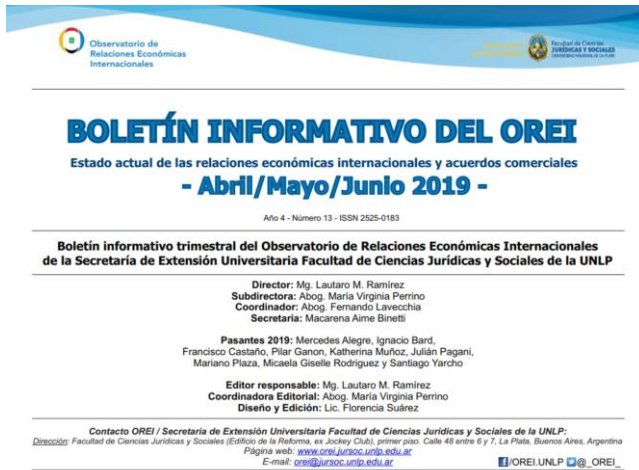 Observatorio de
Relaciones Económicas
Internacionales
Facultad de Ciencias
JURÍDICAS Y SOCIALES
UNIVERSIDAD NACIONAL DE LA PLATA
BOLETÍN INFORMATIVO DEL OREI
Estado actual de las relaciones económicas internacionales y acuerdos comerciales
- Abril/Mayo/Junio 2019 -
Año 4 - Número 13 - ISSN 2525-0183
Boletín informativo trimestral del Observatorio de Relaciones Económicas Internacionales
de la Secretaría de Extensión Universitaria Facultad de Ciencias Jurídicas y Sociales de la UNLP
Director: Mg. Lautaro M. Ramírez
Subdirectora: Abog. María Virginia Perrino
Coordinador: Abog. Fernando Lavecchia
Secretaria: Macarena Aime Binetti
Pasantes 2019: Mercedes Alegre, Ignacio Bard,
Francisco Castaño, Pilar Ganon, Katherina Muñoz, Julián Pagani,
Mariano Plaza, Micaela Giselle Rodriguez y Santiago Yarcho
Editor responsable: Mg. Lautaro M. Ramírez
Coordinadora Editorial: Abog. María Virginia Perrino
Diseño y Edición: Lic. Florencia Suárez
Contacto OREI / Secretaría de Extensión Universitaria Facultad de Ciencias Jurídicas y Sociales de la UNLP:
Dirección: Facultad de Ciencias Jurídicas y Sociales (Edificio de la Reforma, ex Jockey Club), primer piso. Calle 48 entre 6 y 7, La Plata, Buenos Aires, Argentina
Página web: www.orei.jursoc.unlp.edu.ar
E-mail: orei@jursoc.unlp.edu.ar
/OREI.UNLP @_OREI_